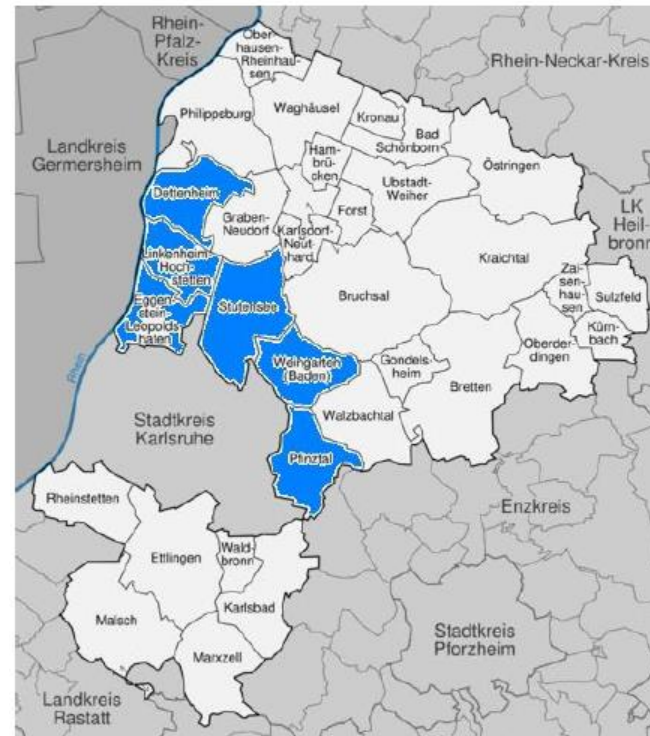 Rhein-
Pfalz-
Kreis
Ober
hausen-
Rheinhau-
sen
Rhein-Neckar-Kreis
Philippsburg
Waghäusel
Kronau
Bad
Schönborn
Landkreis
Germersheim
Ham-
brü-
cken
Östringen
Dettenheim
Ubstadt-
Weiher
Forst
LK
Heil-
bronn
Graben-
Neudorf
Karlsdorf-
Neut-
hard
Linkenheim-
Hoch-
stetten
Kraichtal
Zai-
sen-
hau-
sen
Sulzfeld
Eggen-
stein-
Leopolds-
hafen
Stutensee
Bruchsal
Kürn-
bach
Oberder-
dingen
Weingarten
(Baden)
Gondels-
heim
Bretten
Rhein
Walzbachtal
Stadtkreis
Karlsruhe
Pfinztal
Rheinstetten
Enzkreis
Ettlingen
Wald-
bronn
Karlsbad
Malsch
Stadtkreis
Pforzheim
Marxzell
Landkreis
Rastatt